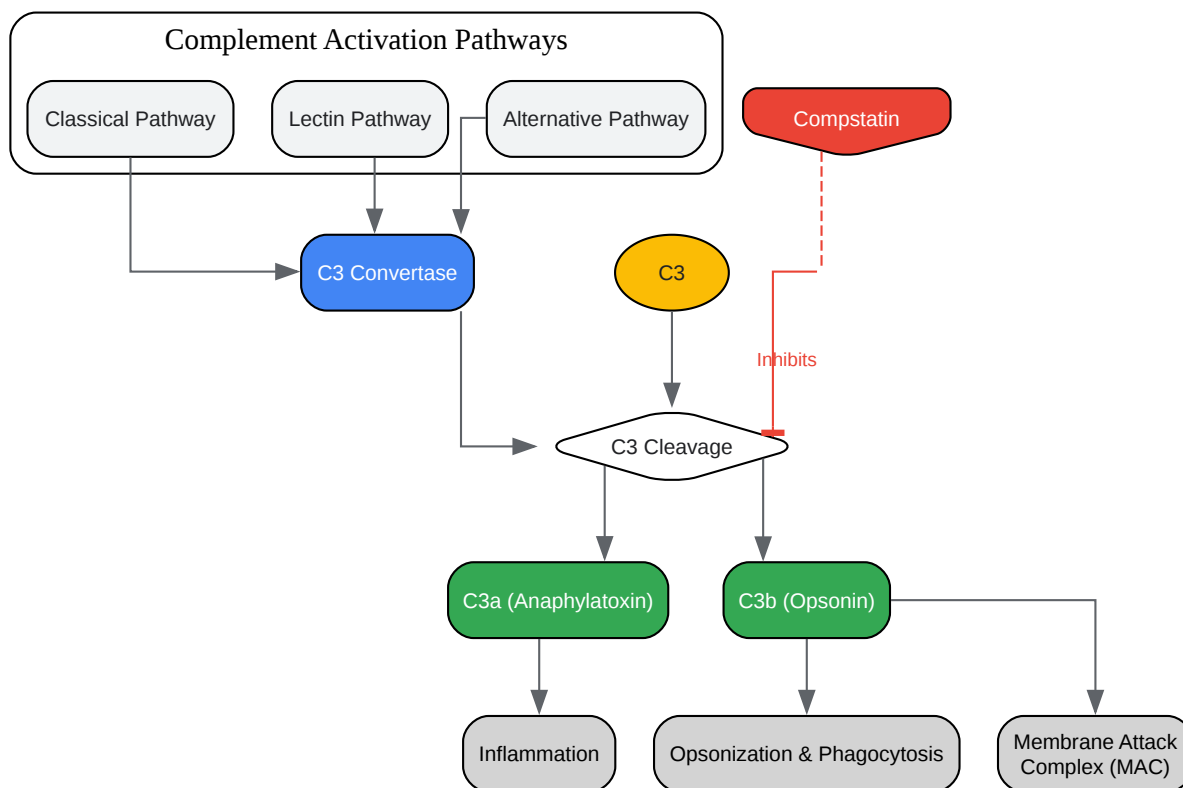 Complement Activation Pathways
Classical Pathway
Lectin Pathway
Alternative Pathway
Compstatin
C3 Convertase
C3
Inhibits
C3 Cleavage
C3a (Anaphylatoxin)
C3b (Opsonin)
Inflammation
Opsonization & Phagocytosis
Membrane Attack
Complex (MAC)